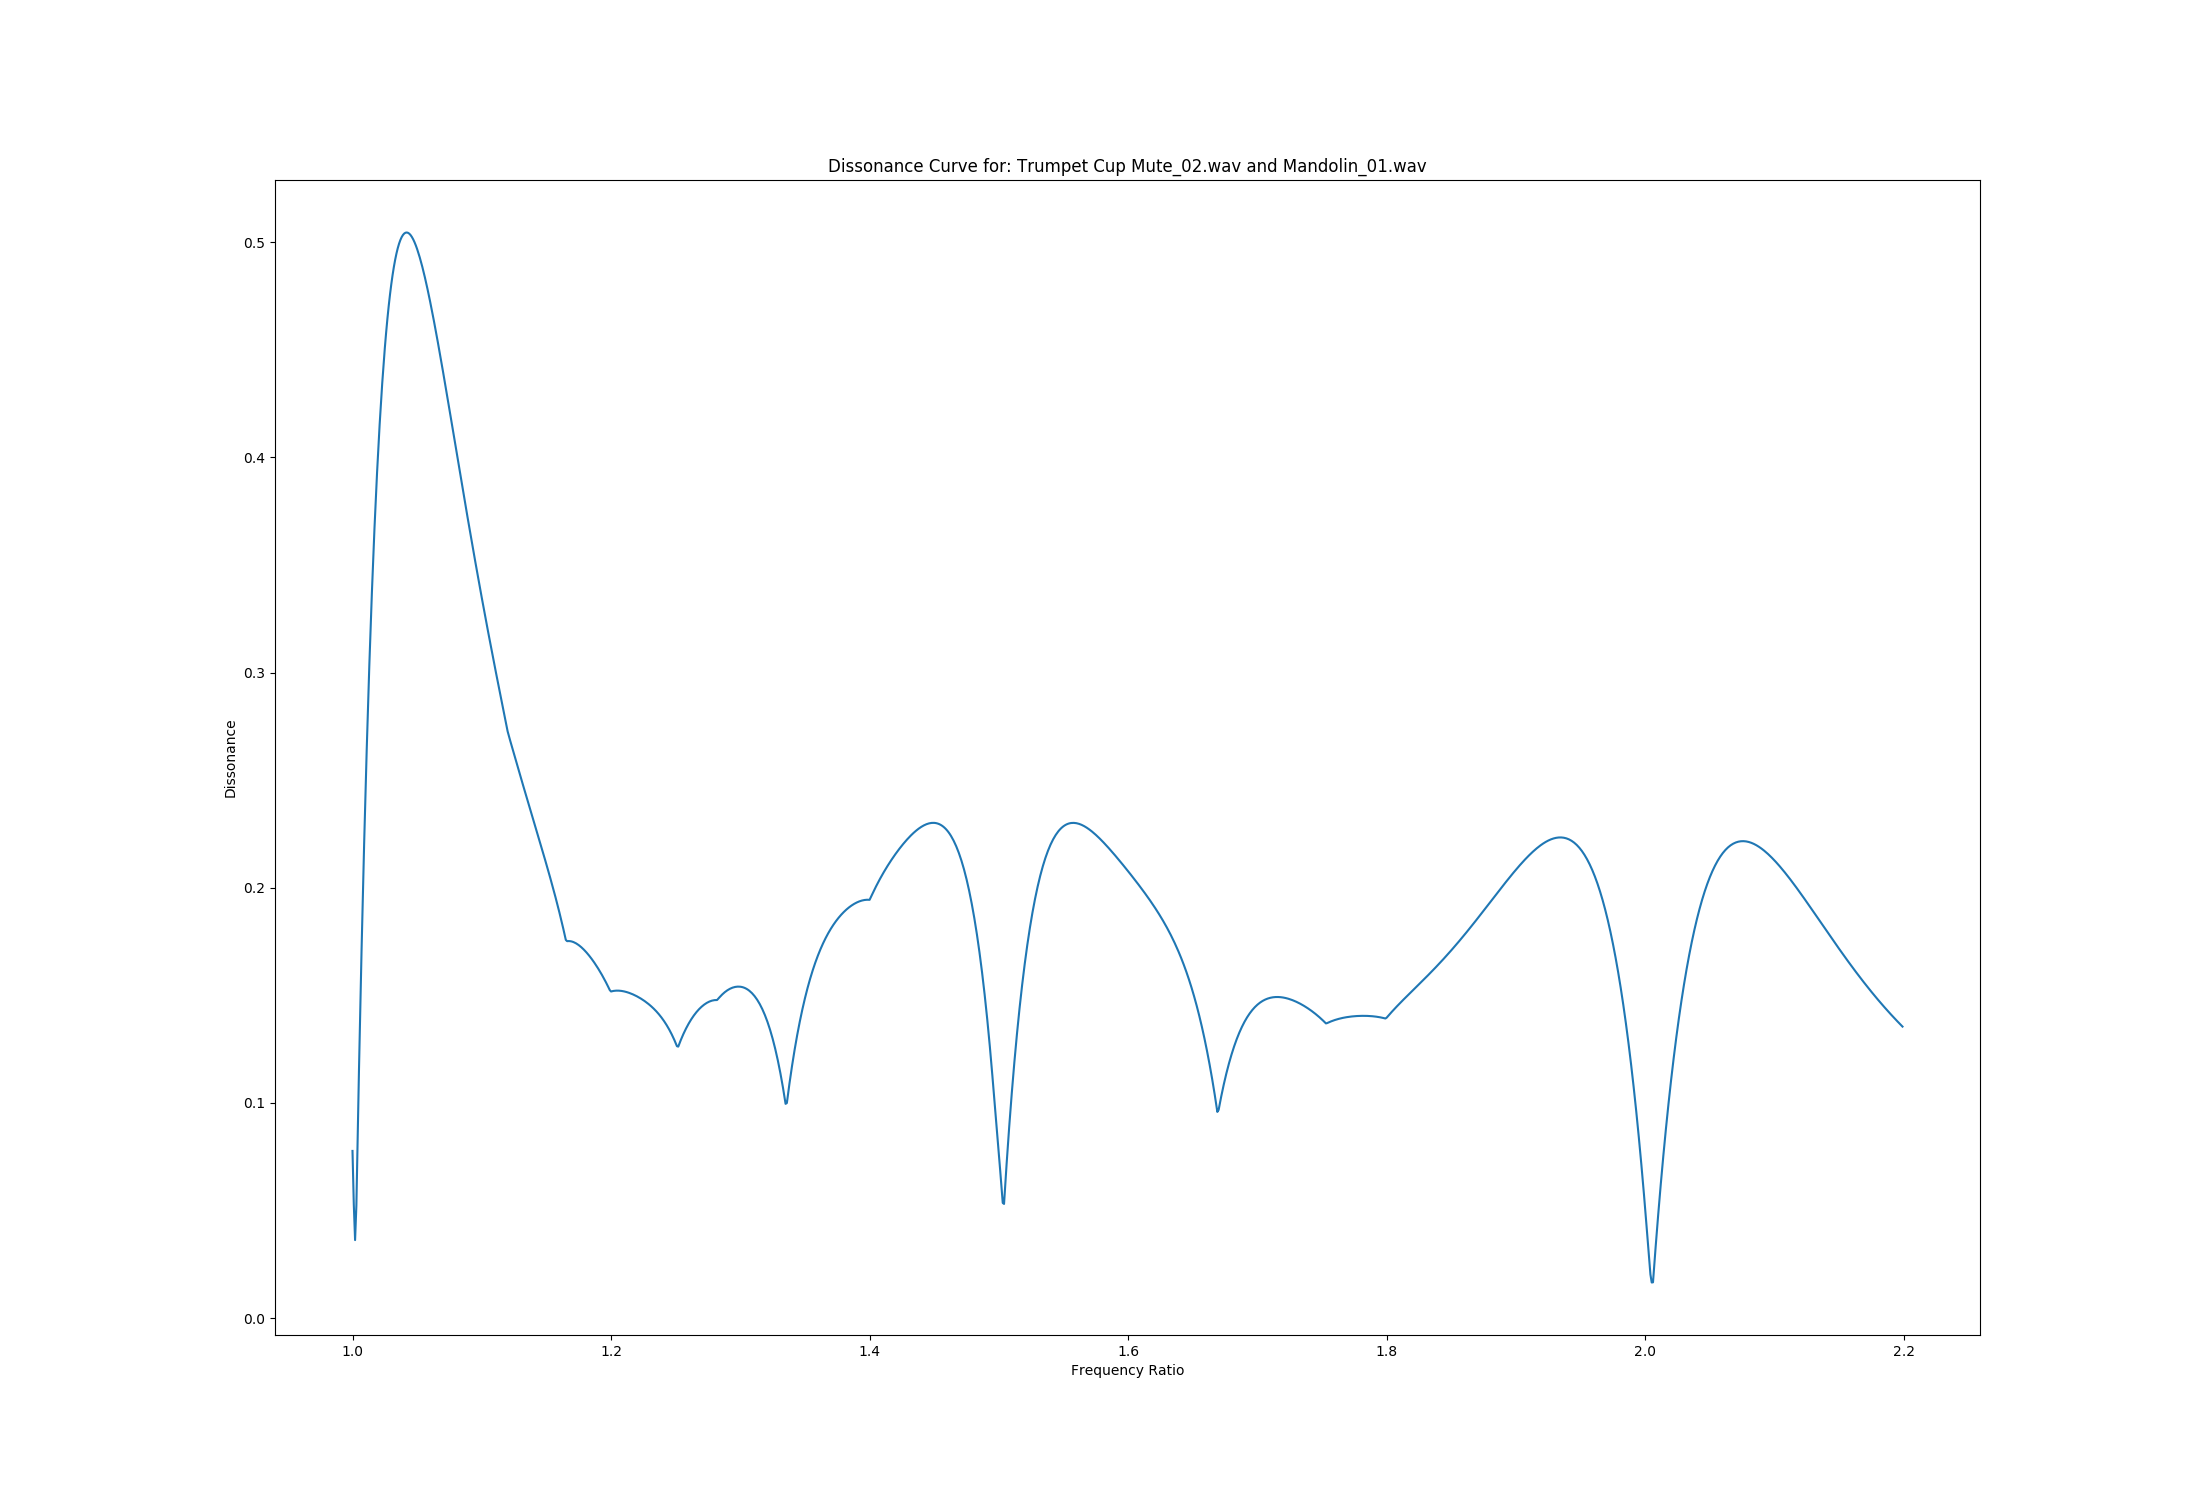 Dissonance Curve for: Trumpet Cup Mute_02.wav and Mandolin_01.wav
0.5
0.4
0.3
0.2
0.1
0.0
Dissonance
1.0 1.2 1.4 1.6 1.8 2.0 2.2
Frequency Ratio